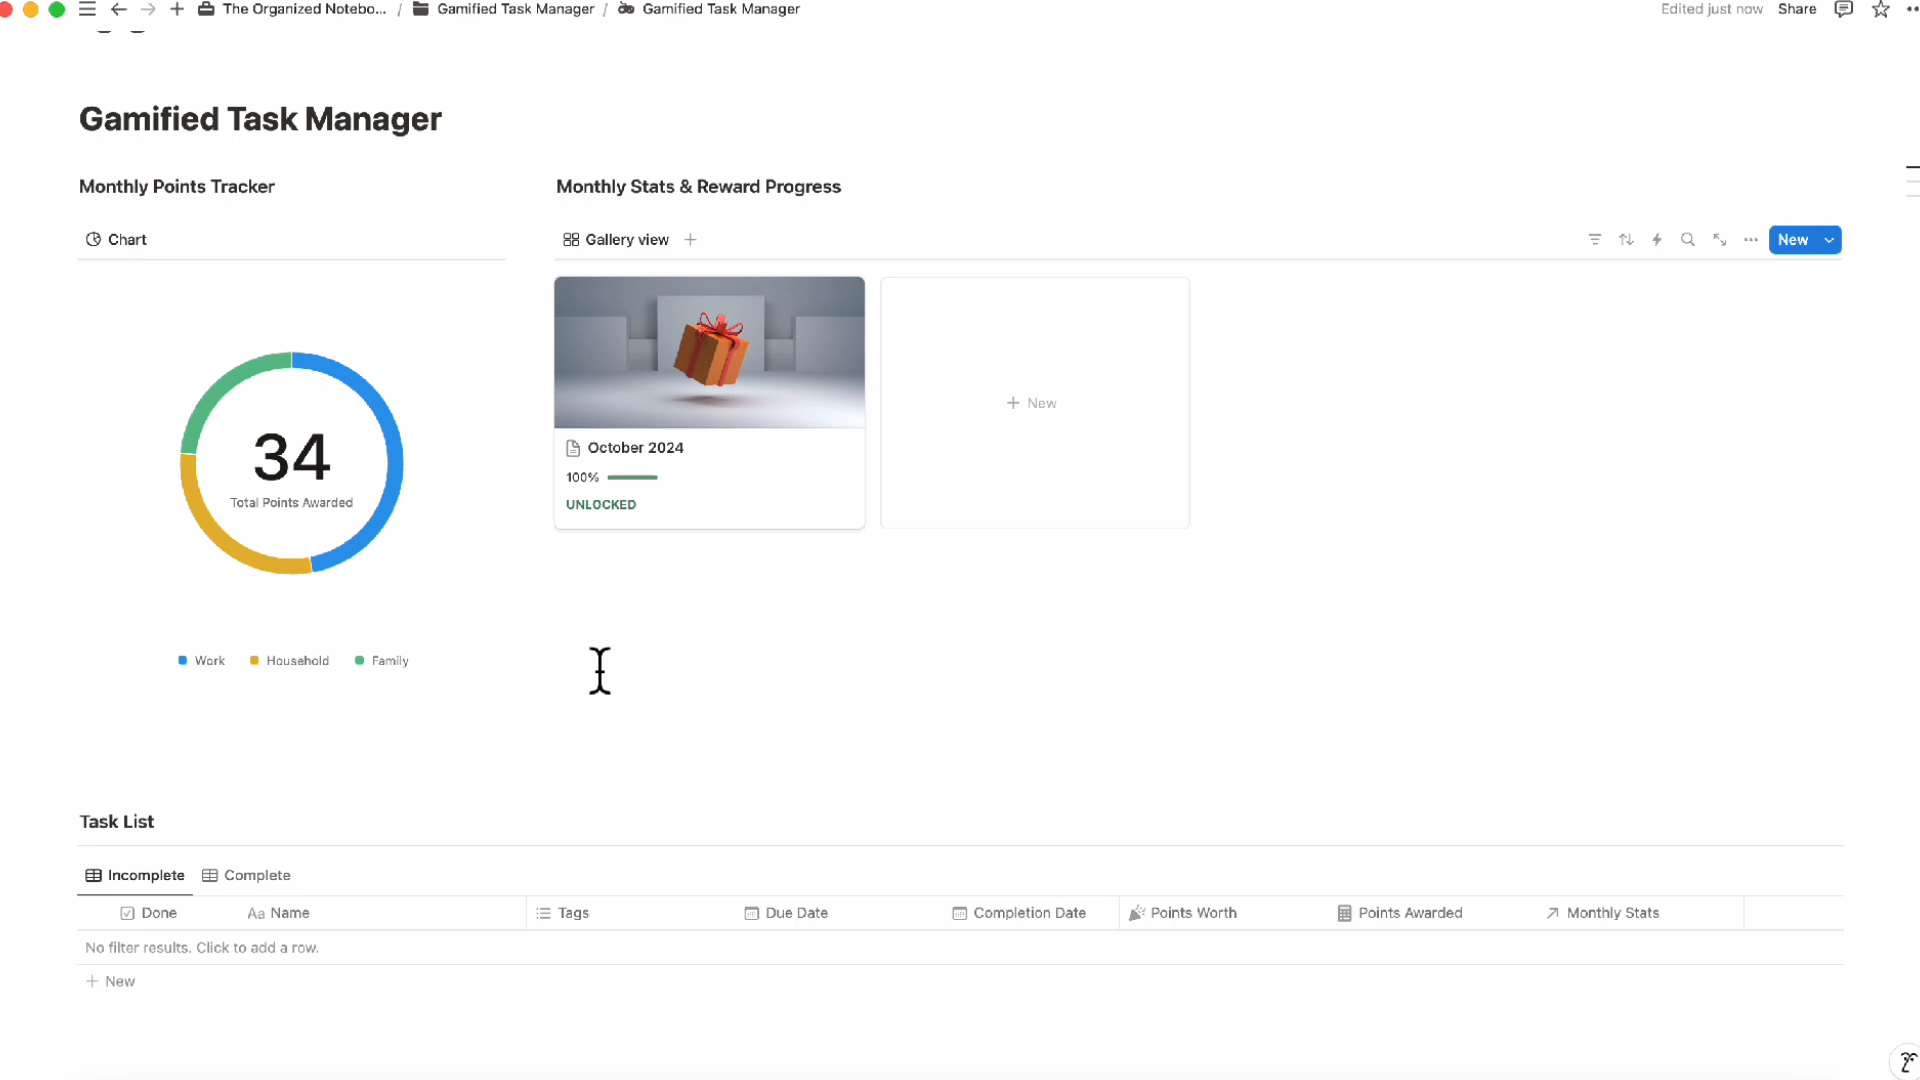 The Organized Notebo... / Gamified Task Manager / Gamified Task Manager
Edited just now Share
Gamified Task Manager
Monthly Points Tracker
Monthly Stats & Reward Progress
Chart
Gallery view
New
34
Total Points Awarded
October 2024
100%
UNLOCKED
New
Work Household Family
Task List
Incomplete Complete
Done Aa Name Tags Due Date Completion Date Points Worth Points Awarded Monthly Stats
No filter results. Click to add a row.
New